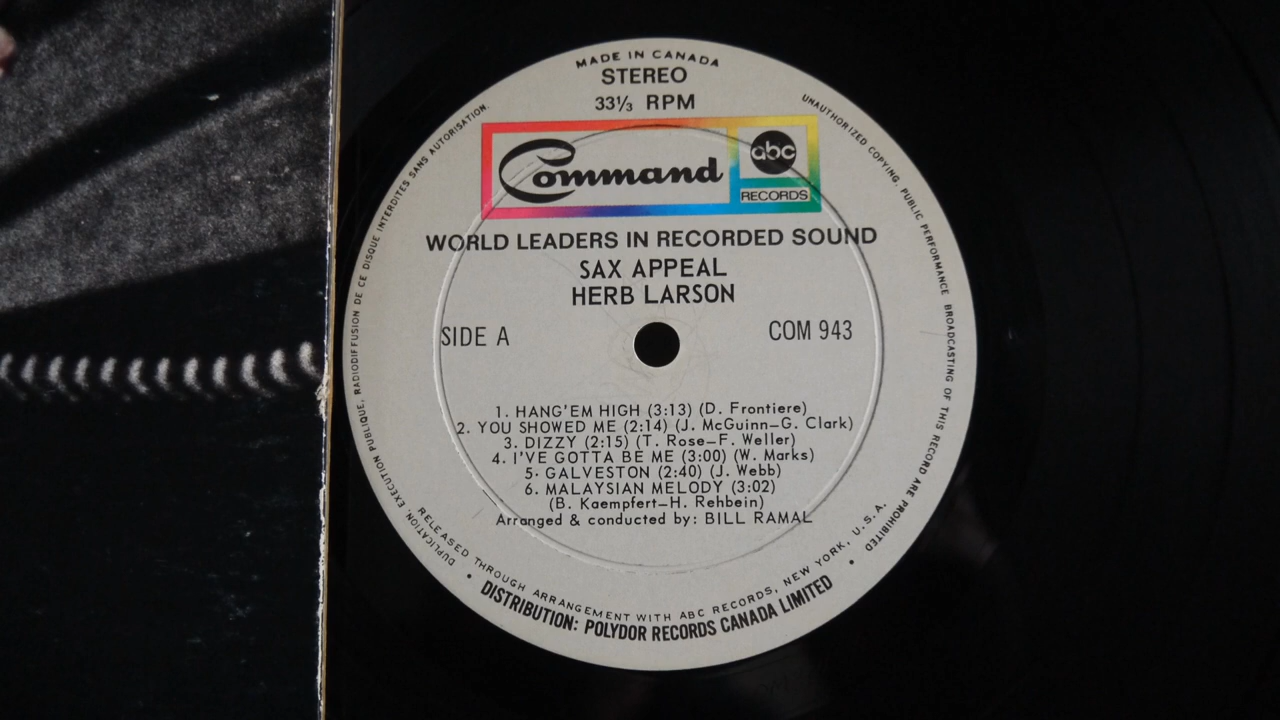 MADE IN CANADA
STEREO
33⅓ RPM
Command
abc
RECORDS
WORLD LEADERS IN RECORDED SOUND
SAX APPEAL
HERB LARSON
SIDE A
COM 943
1. HANG'EM HIGH (3:13) (D. Frontiere)
2. YOU SHOWED ME (2:14) (J. McGuinn–G. Clark)
3. DIZZY (2:15) (T. Rose–F. Weller)
4. I'VE GOTTA BE ME (3:00) (W. Marks)
5. GALVESTON (2:40) (J. Webb)
6. MALAYSIAN MELODY (3:02)
(B. Kaempfert–H. Rehbein)
Arranged & conducted by: BILL RAMAL
DUPLICATION, EXECUTION PUBLIQUE, RADIODIFFUSION DE CE DISQUE INTERDITES SANS AUTORISATION.
UNAUTHORIZED COPYING, PUBLIC PERFORMANCE BROADCASTING OF THIS RECORD ARE PROHIBITED
RELEASED THROUGH ARRANGEMENT WITH ABC RECORDS, NEW YORK, U.S.A.
• DISTRIBUTION: POLYDOR RECORDS CANADA LIMITED •